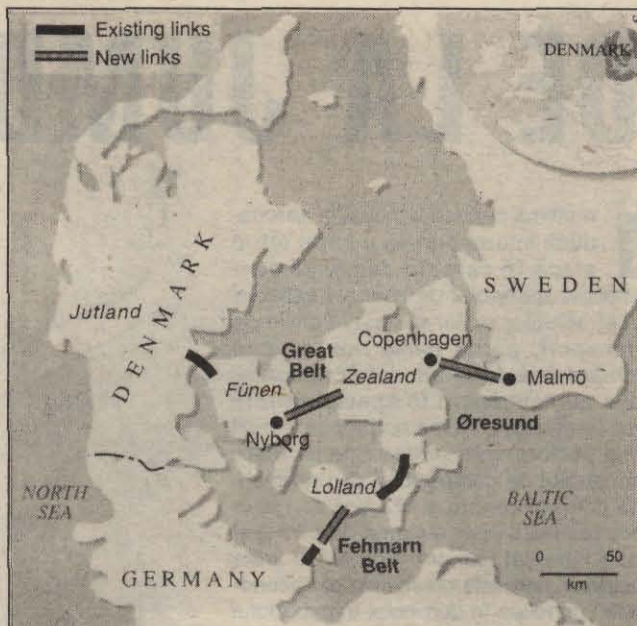 Existing links
New links
DENMARK
SWEDEN
DENMARK
Jutland
Copenhagen
Great
Belt
Zealand
Malmö
Fünen
Nyborg
Øresund
NORTH
SEA
Lolland
BALTIC
SEA
Fehmarn
Belt
GERMANY
0 50
km